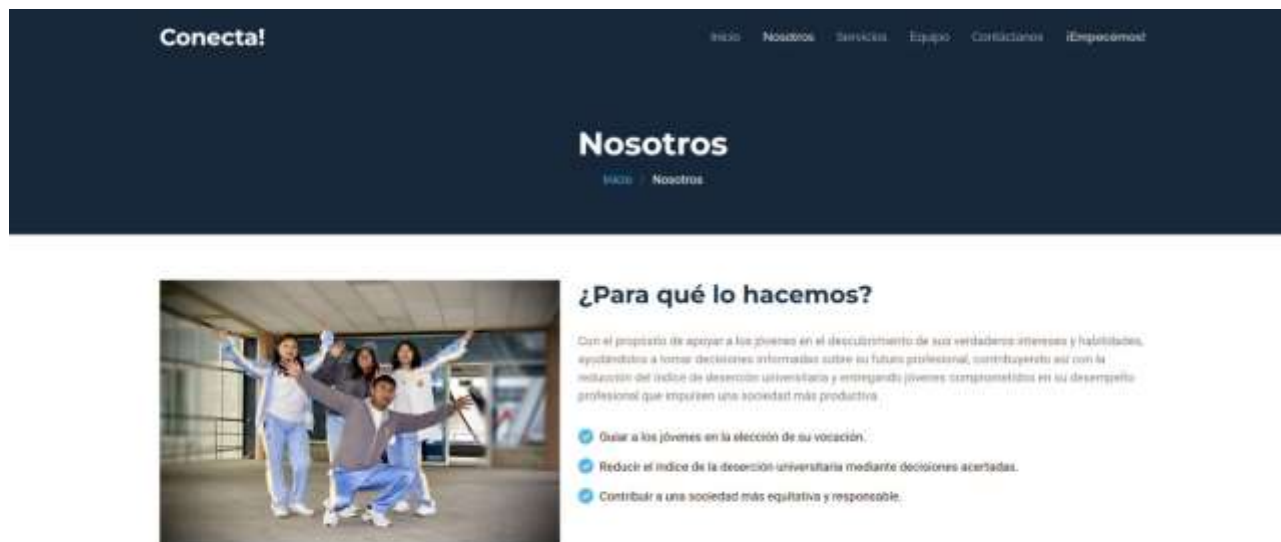 Conecta!
Inicio Nosotros Servicios Equipo Contáctanos ¡Empecemos!
Nosotros
Inicio / Nosotros
¿Para qué lo hacemos?
Con el propósito de apoyar a los jóvenes en el descubrimiento de sus verdaderos intereses y habilidades,
ayudándolos a tomar decisiones informadas sobre su futuro profesional, contribuyendo así con la
reducción del índice de deserción universitaria y entregando jóvenes comprometidos en su desempeño
profesional que impulsen una sociedad más productiva
Guiar a los jóvenes en la elección de su vocación.
Reducir el índice de la deserción universitaria mediante decisiones acertadas.
Contribuir a una sociedad más equitativa y responsable.